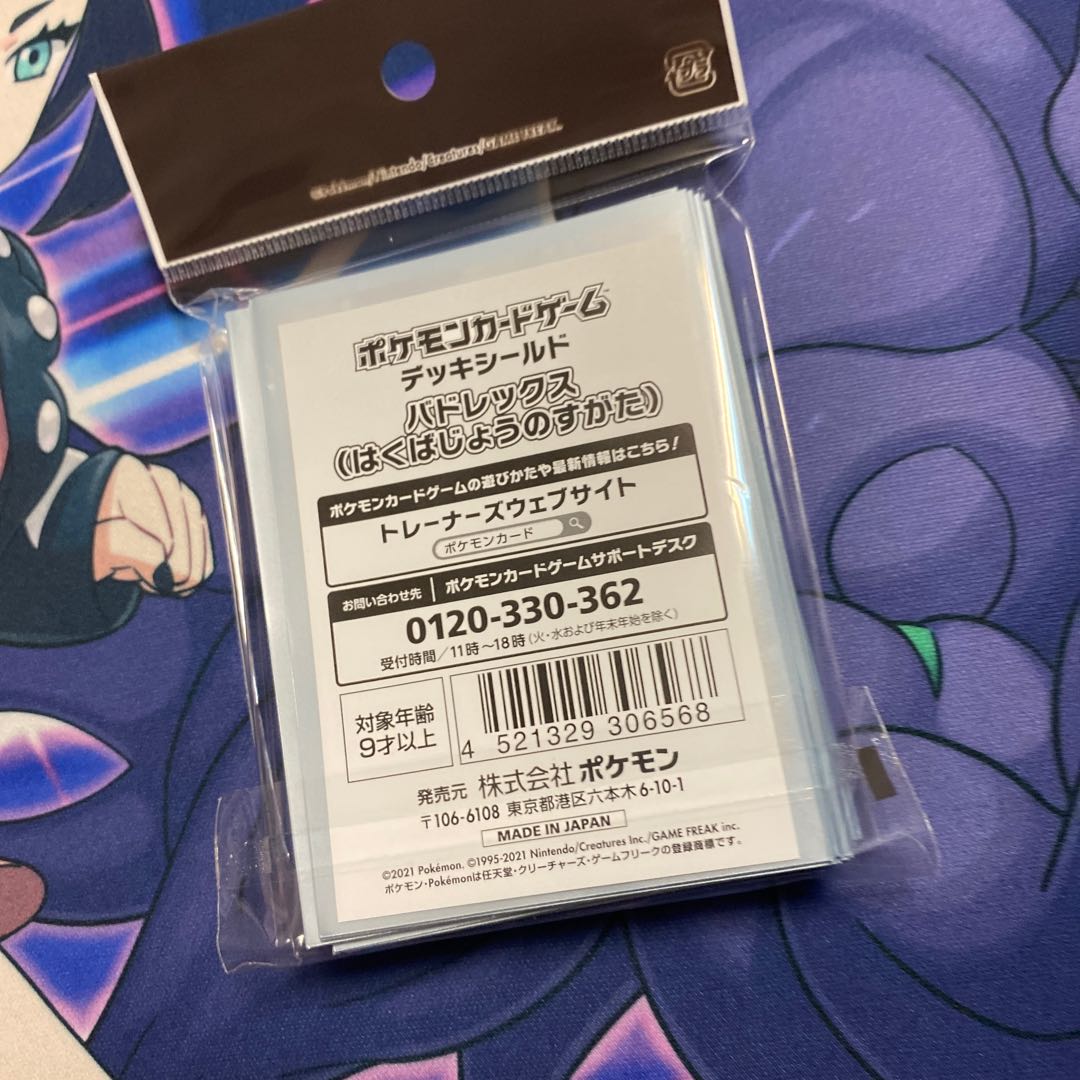 ©Pokémon/Nintendo/Creatures/GAME FREAK.
ポケモンカードゲーム
デッキシールド
バドレックス
(はくばじょうのすがた)
ポケモンカードゲームの遊びかたや最新情報はこちら!
トレーナーズウェブサイト
ポケモンカード
お問い合わせ先 ポケモンカードゲームサポートデスク
0120-330-362
受付時間/11時~18時(火・水および年末年始を除く)
対象年齢
9才以上
4 521329 306568
発売元 株式会社ポケモン
〒106-6108 東京都港区六本木6-10-1
MADE IN JAPAN
©2021 Pokémon. ©1995-2021 Nintendo/Creatures Inc./GAME FREAK inc.
ポケモン・Pokémonは任天堂・クリーチャーズ・ゲームフリークの登録商標です。